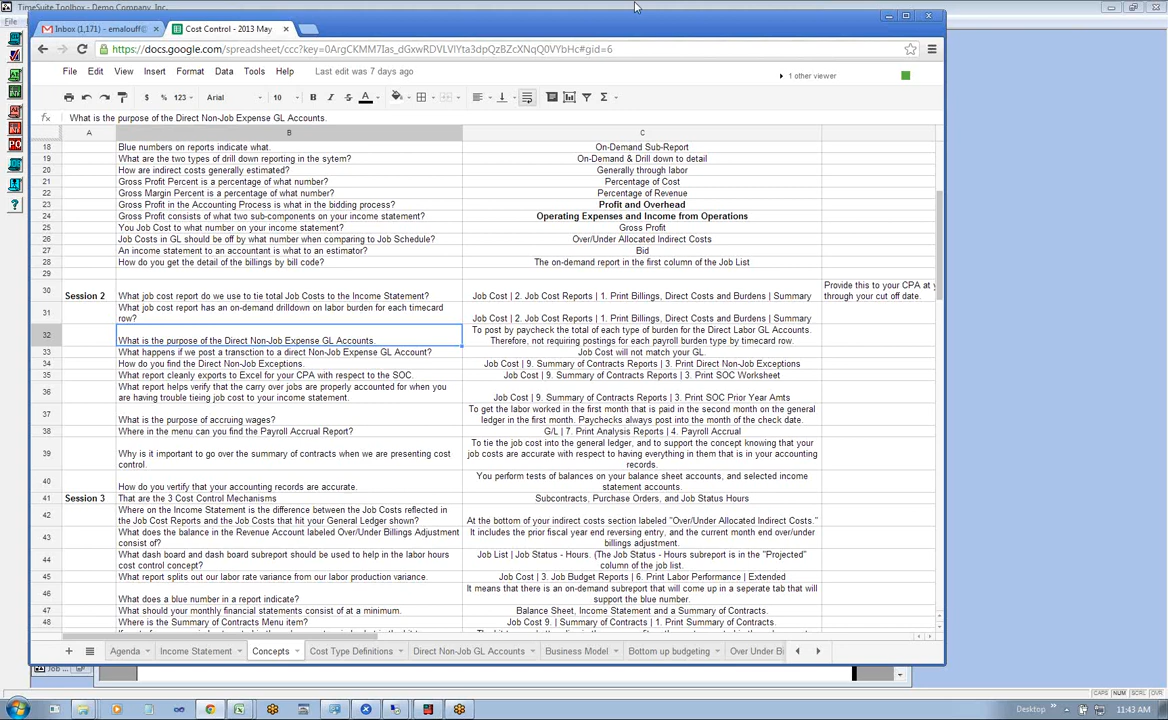 TimeSuite Toolbox - Demo Company, Inc.
File
Inbox (1,171) - emalouff@
Cost Control - 2013 May
https://docs.google.com/spreadsheet/ccc?key=0ArgCKMM7Ias_dGxwRDVLVlYta3dpQzBZcXNqQ0VYbHc#gid=6
File Edit View Insert Format Data Tools Help Last edit was 7 days ago
1 other viewer
$ % 123 Arial 10 B I S A Σ
fx What is the purpose of the Direct Non-Job Expense GL Accounts.
A B C
18 Blue numbers on reports indicate what. On-Demand Sub-Report
19 What are the two types of drill down reporting in the sytem? On-Demand & Drill down to detail
20 How are indirect costs generally estimated? Generally through labor
21 Gross Profit Percent is a percentage of what number? Percentage of Cost
22 Gross Margin Percent is a percentage of what number? Percentage of Revenue
23 Gross Profit in the Accounting Process is what in the bidding process? Profit and Overhead
24 Gross Profit consists of what two sub-components on your income statement? Operating Expenses and Income from Operations
25 You Job Cost to what number on your income statement? Gross Profit
26 Job Costs in GL should be off by what number when comparing to Job Schedule? Over/Under Allocated Indirect Costs
27 An income statement to an accountant is what to an estimator? Bid
28 How do you get the detail of the billings by bill code? The on-demand report in the first column of the Job List
29
Provide this to your CPA at
30 Session 2 What job cost report do we use to tie total Job Costs to the Income Statement? Job Cost | 2. Job Cost Reports | 1. Print Billings, Direct Costs and Burdens | Summary through your cut off date.
What job cost report has an on-demand drilldown on labor burden for each timecard
31 row? Job Cost | 2. Job Cost Reports | 1. Print Billings, Direct Costs and Burdens | Summary
To post by paycheck the total of each type of burden for the Direct Labor GL Accounts.
32 What is the purpose of the Direct Non-Job Expense GL Accounts. Therefore, not requiring postings for each payroll burden type by timecard row.
33 What happens if we post a transction to a direct Non-Job Expense GL Account? Job Cost will not match your GL.
34 How do you find the Direct Non-Job Exceptions. Job Cost | 9. Summary of Contracts Reports | 3. Print Direct Non-Job Exceptions
35 What report cleanly exports to Excel for your CPA with respect to the SOC. Job Cost | 9. Summary of Contracts Reports | 3. Print SOC Worksheet
What report helps verify that the carry over jobs are properly accounted for when you
36 are having trouble tieing job cost to your income statement. Job Cost | 9. Summary of Contracts Reports | 3. Print SOC Prior Year Amts
To get the labor worked in the first month that is paid in the second month on the general
37 What is the purpose of accruing wages? ledger in the first month. Paychecks always post into the month of the check date.
38 Where in the menu can you find the Payroll Accrual Report? G/L | 7. Print Analysis Reports | 4. Payroll Accrual
To tie the job cost into the general ledger, and to support the concept knowing that your
39 Why is it important to go over the summary of contracts when we are presenting cost job costs are accurate with respect to having everything in them that is in your accounting
control. records.
You perform tests of balances on your balance sheet accounts, and selected income
40 How do you verify that your accounting records are accurate. statement accounts.
41 Session 3 That are the 3 Cost Control Mechanisms Subcontracts, Purchase Orders, and Job Status Hours
Where on the Income Statement is the difference between the Job Costs reflected in
42 the Job Cost Reports and the Job Costs that hit your General Ledger shown? At the bottom of your indirect costs section labeled "Over/Under Allocated Indirect Costs."
What does the balance in the Revenue Account labeled Over/Under Billings Adjustment It includes the prior fiscal year end reversing entry, and the current month end over/under
43 consist of? billings adjustment.
What dash board and dash board subreport should be used to help in the labor hours Job List | Job Status - Hours. (The Job Status - Hours subreport is in the "Projected"
44 cost control concept? column of the job list.
45 What report splits out our labor rate variance from our labor production variance. Job Cost | 3. Job Budget Reports | 6. Print Labor Performance | Extended
It means that there is an on-demand subreport that will come up in a seperate tab that will
46 What does a blue number in a report indicate? support the blue number.
47 What should your monthly financial statements consist of at a minimum. Balance Sheet, Income Statement and a Summary of Contracts.
48 Where is the Summary of Contracts Menu item? Job Cost 9. | Summary of Contracts | 1. Print Summary of Contracts.
Agenda Income Statement Concepts Cost Type Definitions Direct Non-Job GL Accounts Business Model Bottom up budgeting Over Under Bi
Job ...
CAPS NUM SCRL OVR
Desktop 11:43 AM